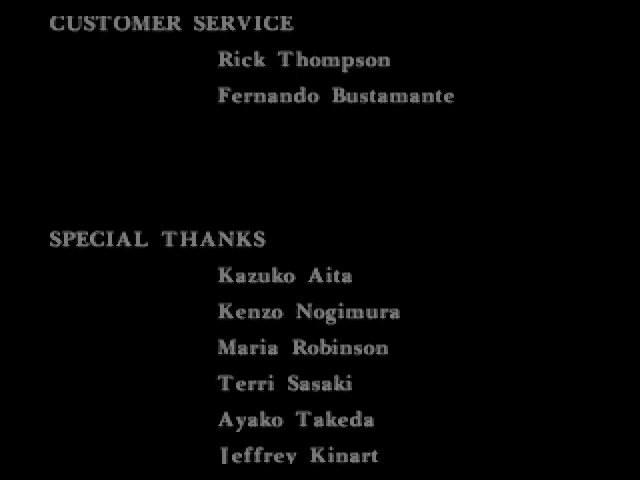 CUSTOMER SERVICE
Rick Thompson
Fernando Bustamante
SPECIAL THANKS
Kazuko Aita
Kenzo Nogimura
Maria Robinson
Terri Sasaki
Ayako Takeda
Jeffrey Kinart